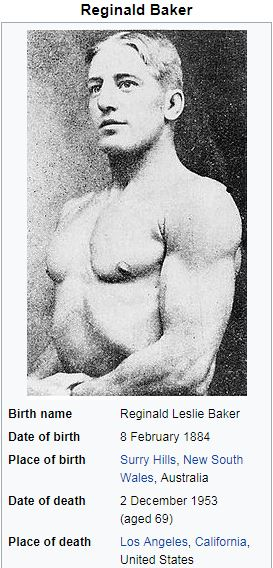 Reginald Baker
Birth name Reginald Leslie Baker
Date of birth 8 February 1884
Place of birth Surry Hills, New South
Wales, Australia
Date of death 2 December 1953
(aged 69)
Place of death Los Angeles, California,
United States